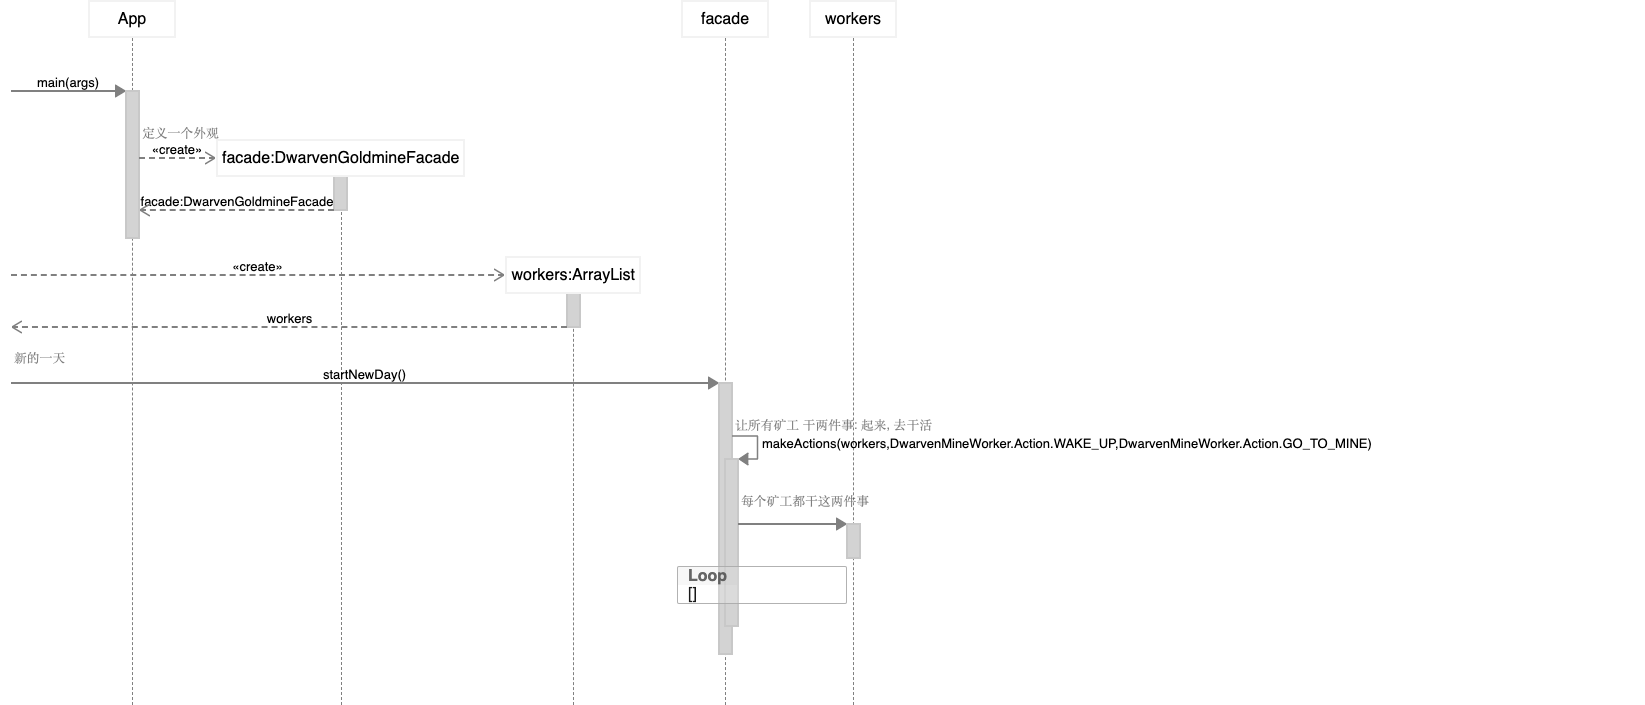 App
facade
workers
main(args)
定义一个外观
«create»
facade:DwarvenGoldmineFacade
facade:DwarvenGoldmineFacade
«create»
workers:ArrayList
workers
新的一天
startNewDay()
让所有矿工 干两件事: 起来, 去干活
makeActions(workers,DwarvenMineWorker.Action.WAKE_UP,DwarvenMineWorker.Action.GO_TO_MINE)
每个矿工都干这两件事
Loop
[]